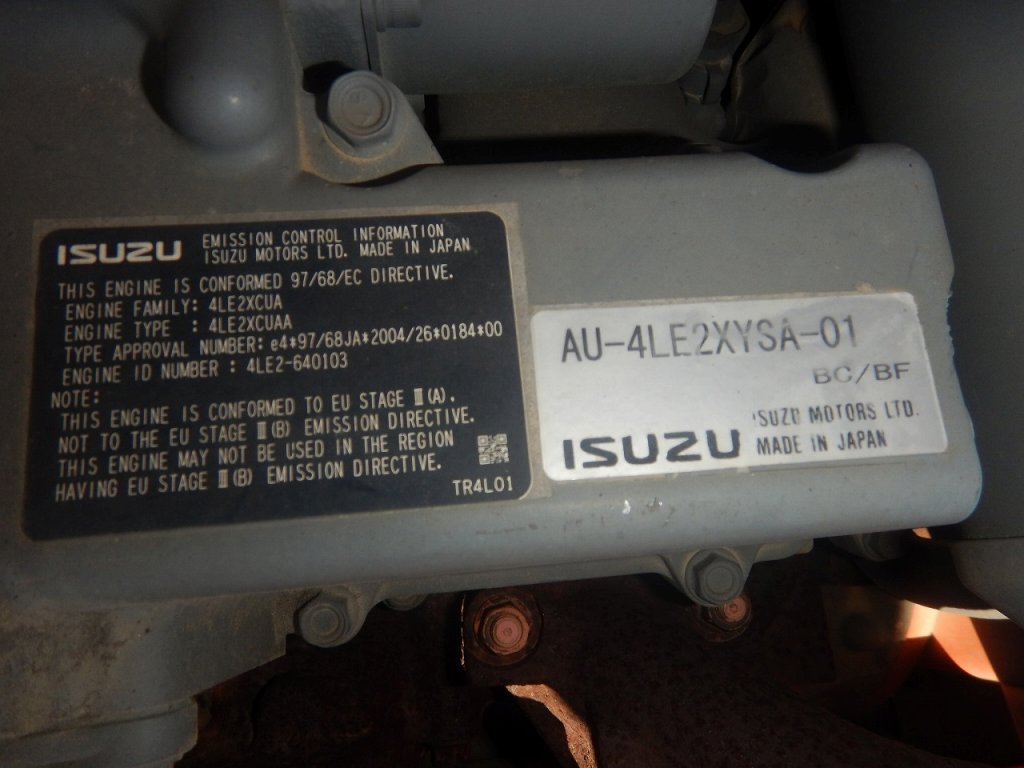 ISUZU
EMISSION CONTROL INFORMATION
ISUZU MOTORS LTD. MADE IN JAPAN
THIS ENGINE IS CONFORMED 97/68/EC DIRECTIVE.
ENGINE FAMILY: 4LE2XCUA
ENGINE TYPE : 4LE2XCUAA
TYPE APPROVAL NUMBER: e4*97/68JA*2004/26*0184*00
ENGINE ID NUMBER : 4LE2-640103
NOTE:
THIS ENGINE IS CONFORMED TO EU STAGE Ⅲ(A).
NOT TO THE EU STAGE Ⅲ(B) EMISSION DIRECTIVE.
THIS ENGINE MAY NOT BE USED IN THE REGION
HAVING EU STAGE Ⅲ(B) EMISSION DIRECTIVE.
TR4L01
AU-4LE2XYSA-01
BC/BF
ISUZU
ISUZU MOTORS LTD.
MADE IN JAPAN